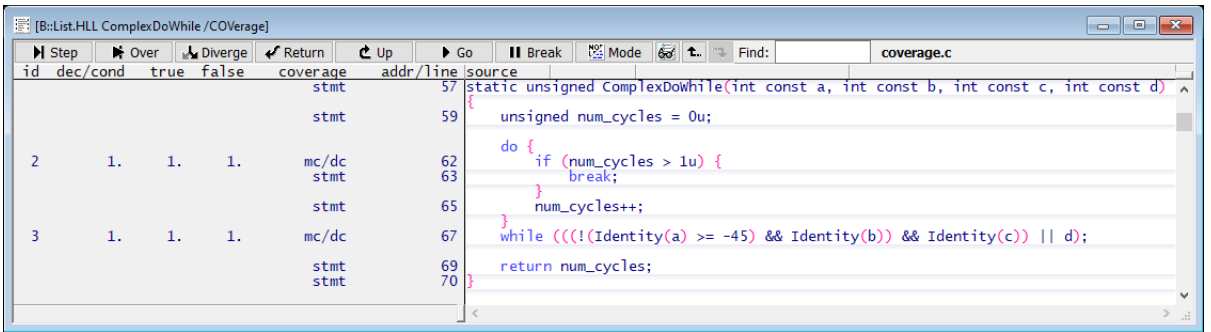 [B::List.HLL ComplexDoWhile /COVerage]
Step Over Diverge Return Up Go Break Mode Find: coverage.c
id dec/cond true false coverage addr/line source
stmt 57 static unsigned ComplexDoWhile(int const a, int const b, int const c, int const d)
{
stmt 59 unsigned num_cycles = 0u;
do {
2 1. 1. 1. mc/dc 62 if (num_cycles > 1u) {
stmt 63 break;
}
stmt 65 num_cycles++;
}
3 1. 1. 1. mc/dc 67 while (((!(Identity(a) >= -45) && Identity(b)) && Identity(c)) || d);
stmt 69 return num_cycles;
stmt 70 }